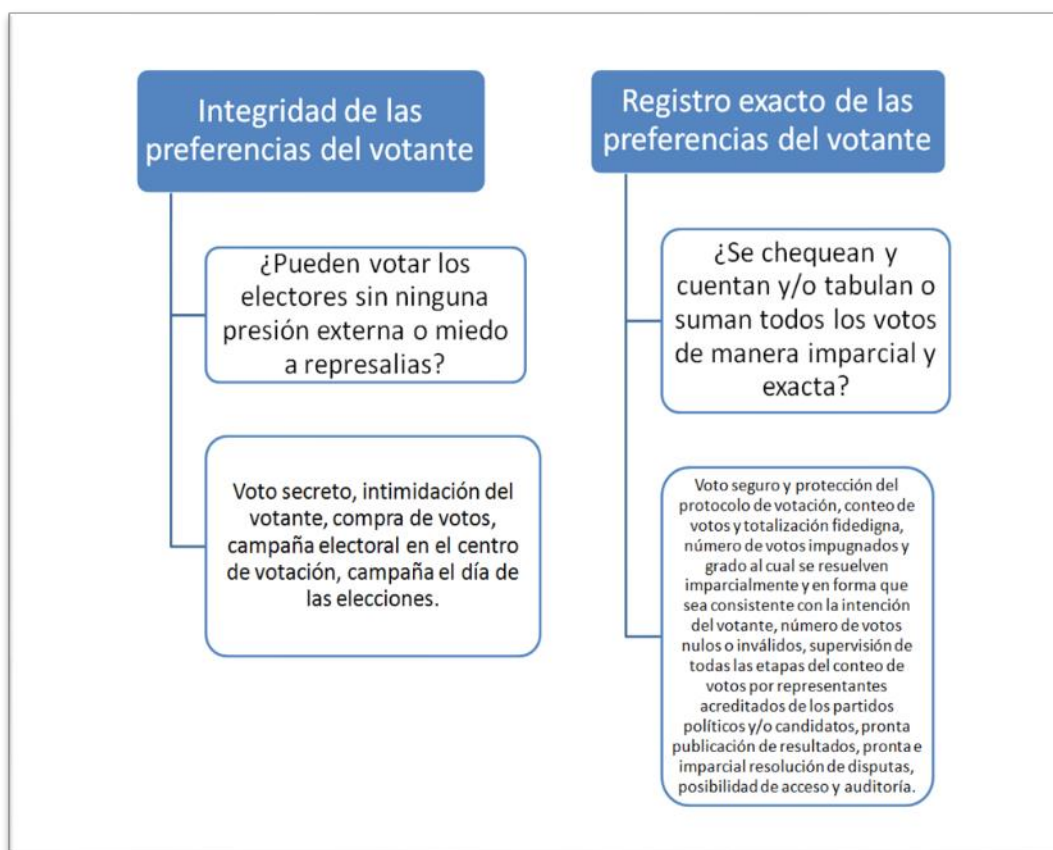 Integridad de las
preferencias del votante
¿Pueden votar los
electores sin ninguna
presión externa o miedo
a represalias?
Voto secreto, intimidación del
votante, compra de votos,
campaña electoral en el centro
de votación, campaña el día de
las elecciones.
Registro exacto de las
preferencias del votante
¿Se chequean y
cuentan y/o tabulan o
suman todos los votos
de manera imparcial y
exacta?
Voto seguro y protección del
protocolo de votación, conteo de
votos y totalización fidedigna,
número de votos impugnados y
grado al cual se resuelven
imparcialmente y en forma que
sea consistente con la intención
del votante, número de votos
nulos o inválidos, supervisión de
todas las etapas del conteo de
votos por representantes
acreditados de los partidos
políticos y/o candidatos, pronta
publicación de resultados, pronta e
imparcial resolución de disputas,
posibilidad de acceso y auditoría.